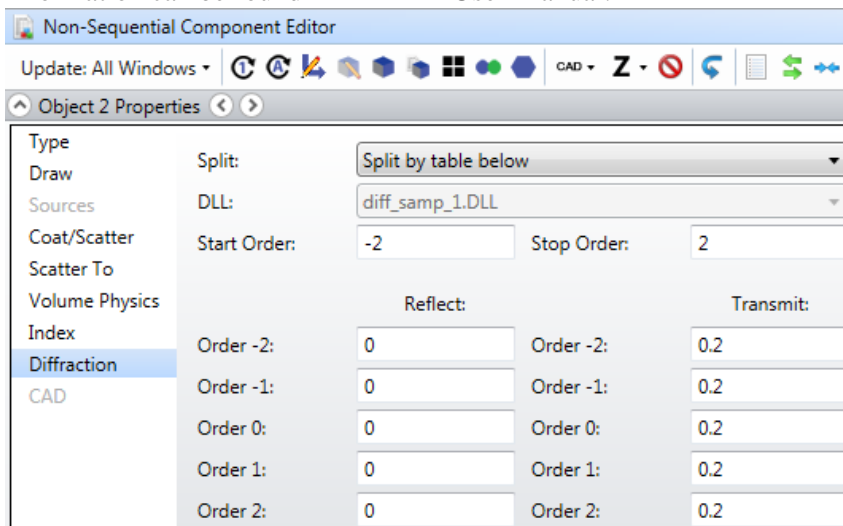 Non-Sequential Component Editor
Update: All Windows
CAD
Z
Object 2 Properties
Type
Draw
Sources
Coat/Scatter
Scatter To
Volume Physics
Index
Diffraction
CAD
Split: Split by table below
DLL: diff_samp_1.DLL
Start Order: -2 Stop Order: 2
Reflect: Transmit:
Order -2: 0 Order -2: 0.2
Order -1: 0 Order -1: 0.2
Order 0: 0 Order 0: 0.2
Order 1: 0 Order 1: 0.2
Order 2: 0 Order 2: 0.2